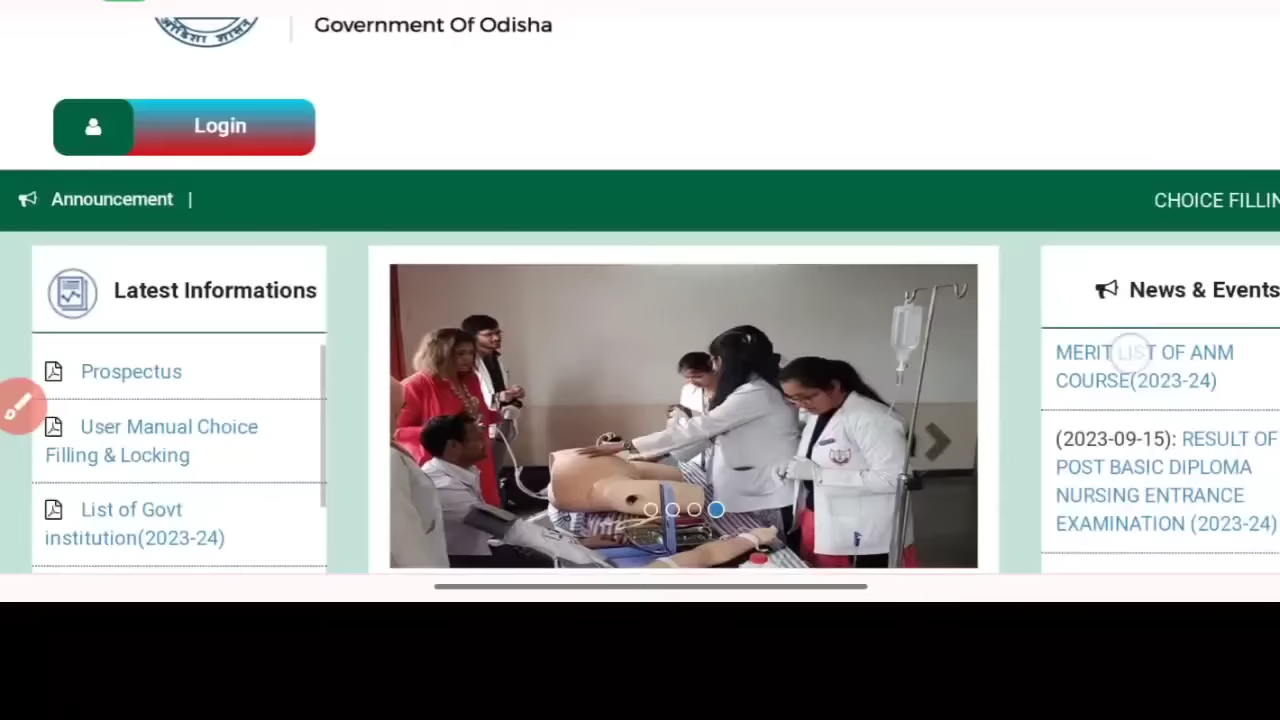 ओडिशा शासन
Government Of Odisha
Login
Announcement |
CHOICE FILLIN
Latest Informations
Prospectus
User Manual Choice
Filling & Locking
List of Govt
institution(2023-24)
News & Events
MERIT LIST OF ANM
COURSE(2023-24)
(2023-09-15): RESULT OF
POST BASIC DIPLOMA
NURSING ENTRANCE
EXAMINATION (2023-24)